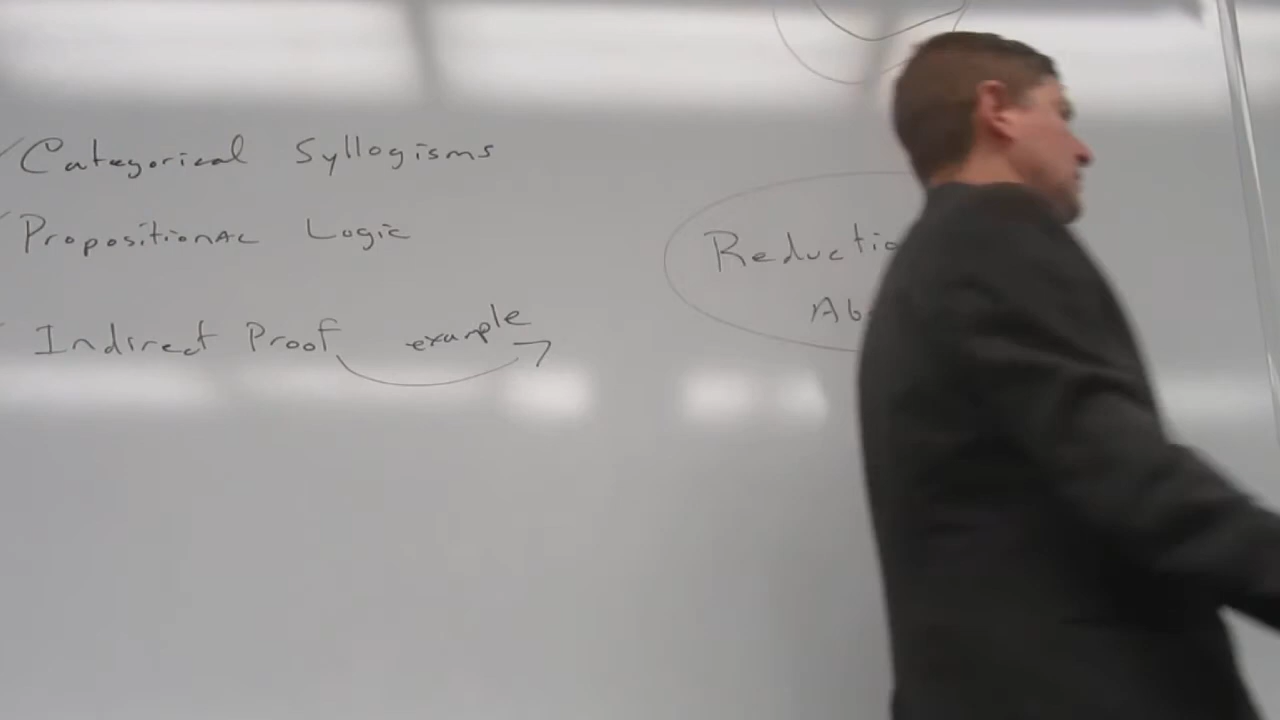 Categorical Syllogisms
Propositional Logic
Indirect Proof example
Reductio
Ab